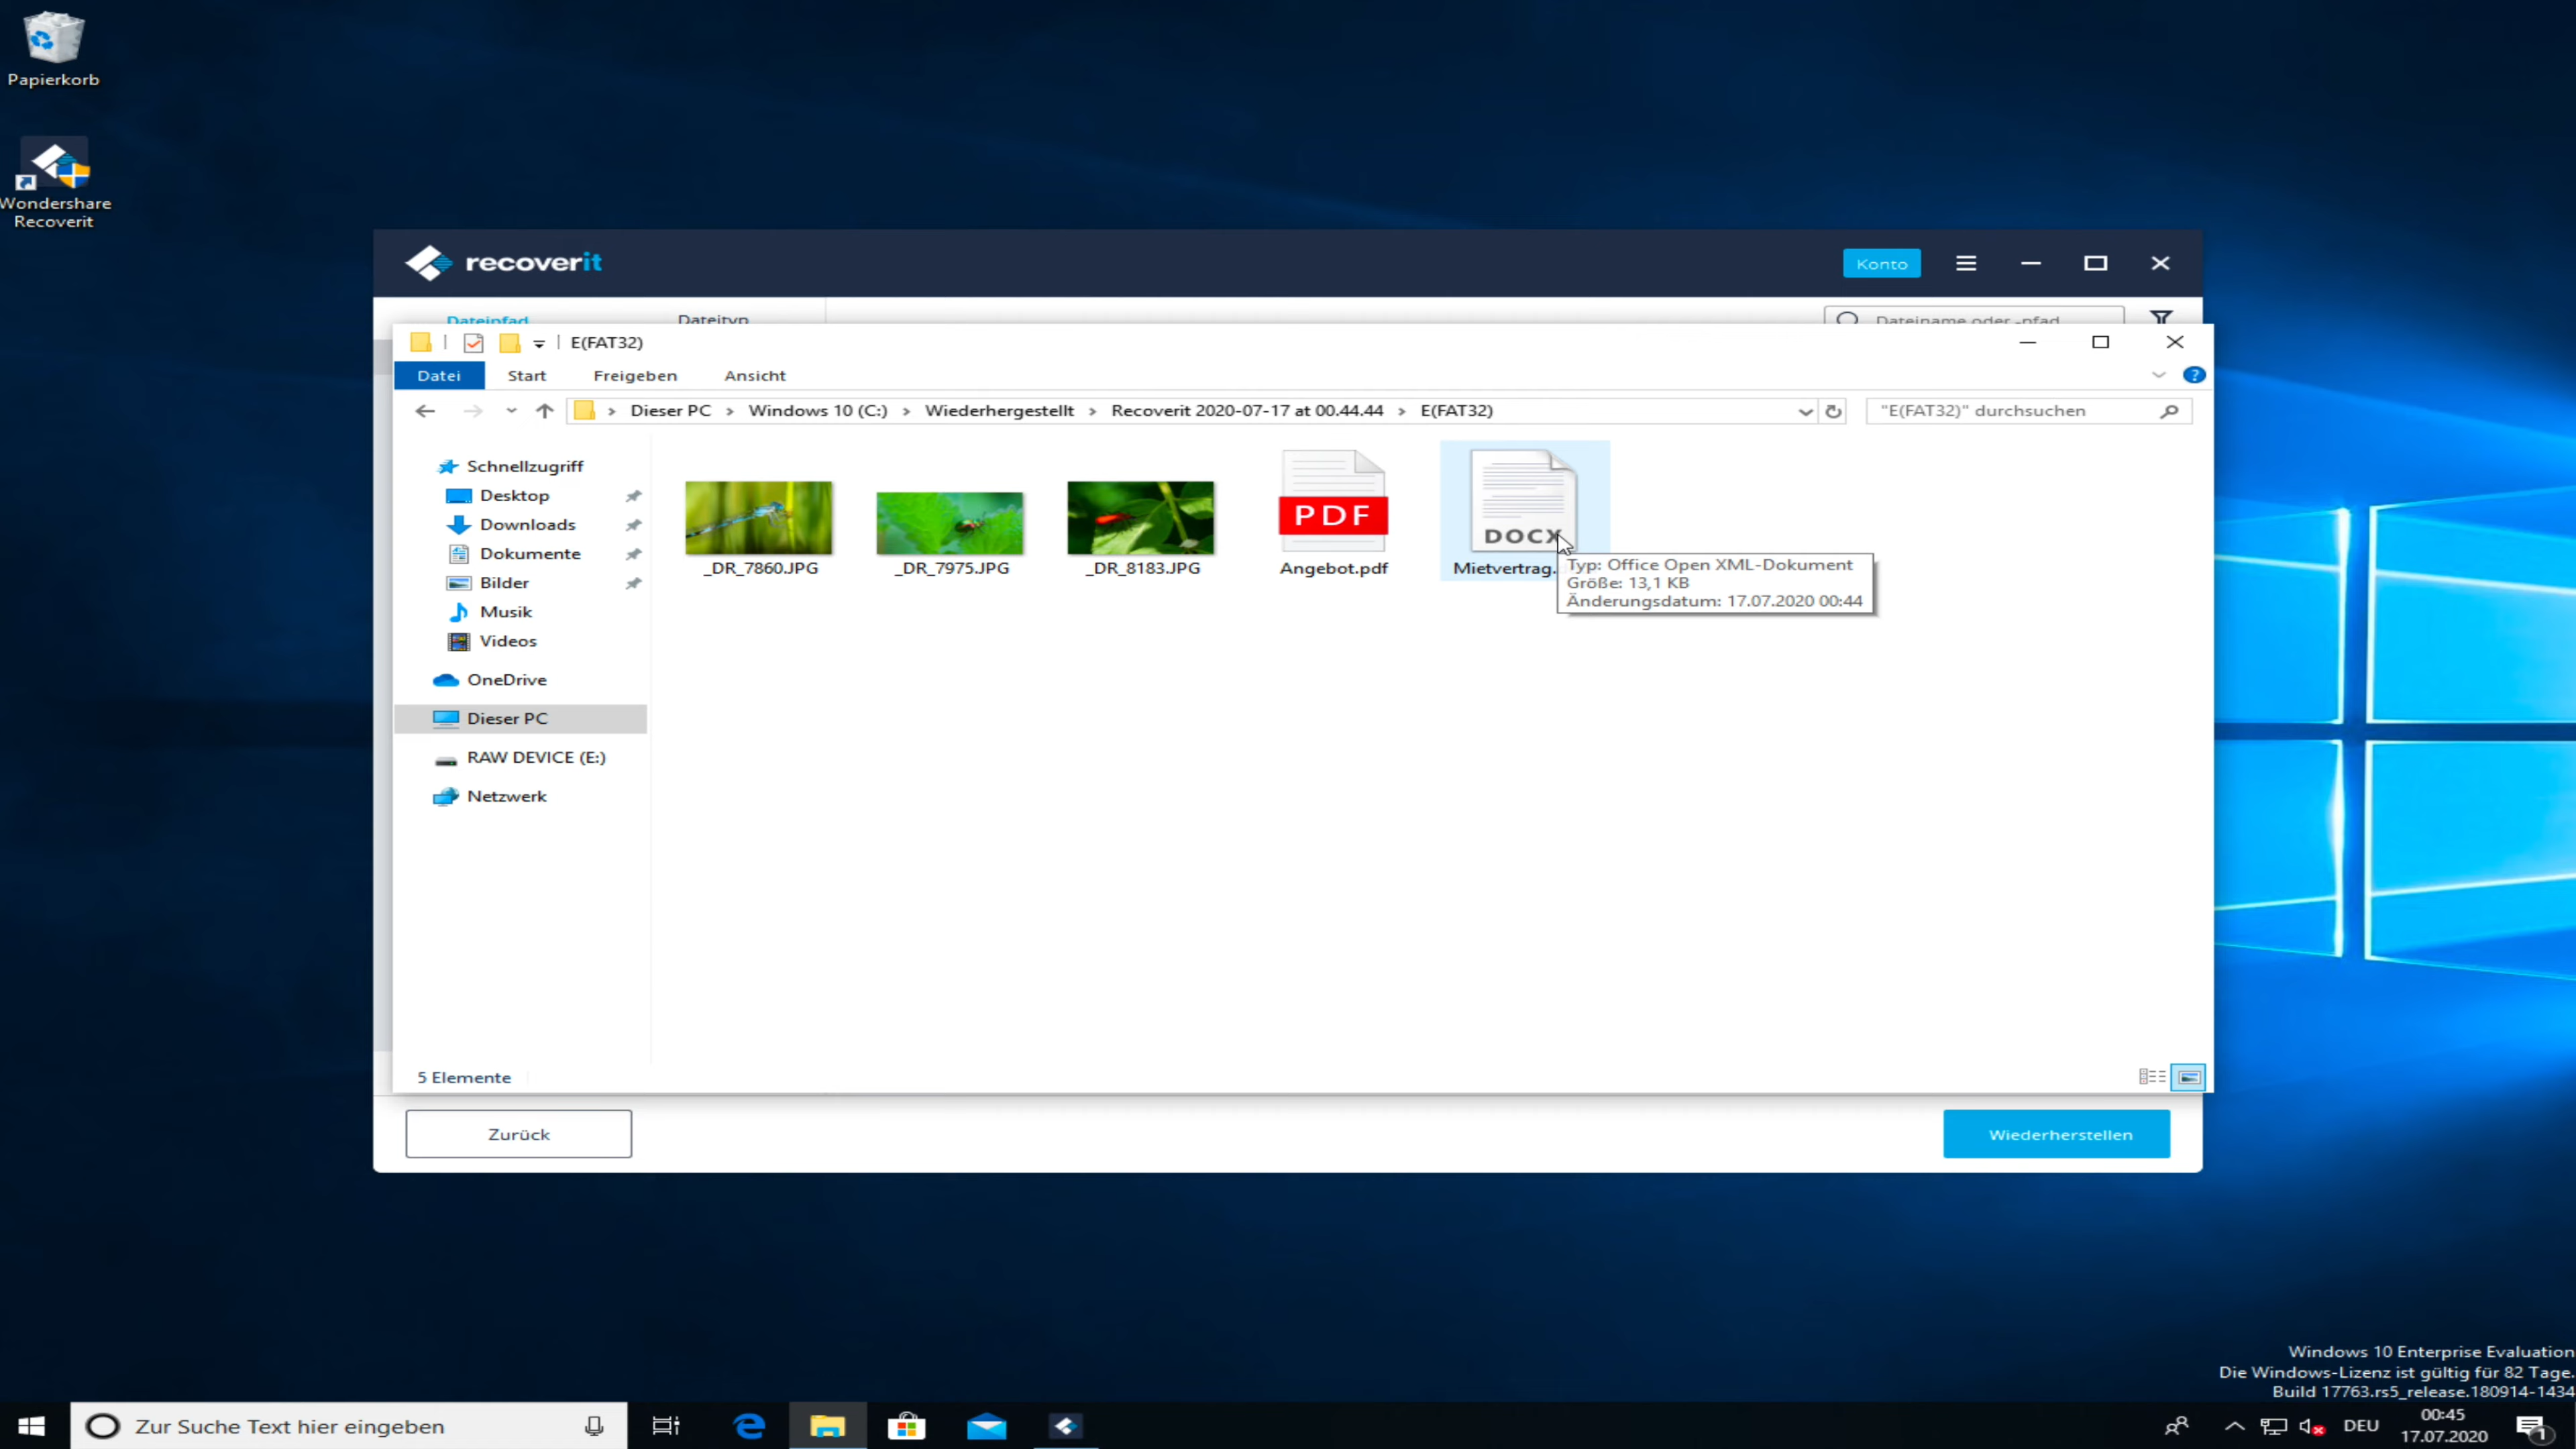 Papierkorb
Wondershare
Recoverit
recoverit
Konto
Dateipfad
Dateityp
Dateiname oder -pfad
E(FAT32)
Datei
Start
Freigeben
Ansicht
Dieser PC
Windows 10 (C:)
Wiederhergestellt
Recoverit 2020-07-17 at 00.44.44
E(FAT32)
"E(FAT32)" durchsuchen
Schnellzugriff
Desktop
Downloads
Dokumente
Bilder
Musik
Videos
OneDrive
Dieser PC
RAW DEVICE (E:)
Netzwerk
PDF
DOCX
_DR_7860.JPG
_DR_7975.JPG
_DR_8183.JPG
Angebot.pdf
Mietvertrag.
Typ: Office Open XML-Dokument
Größe: 13,1 KB
Änderungsdatum: 17.07.2020 00:44
5 Elemente
Zurück
Wiederherstellen
Windows 10 Enterprise Evaluation
Die Windows-Lizenz ist gültig für 82 Tage.
Build 17763.rs5_release.180914-1434
Zur Suche Text hier eingeben
DEU
00:45
17.07.2020
1